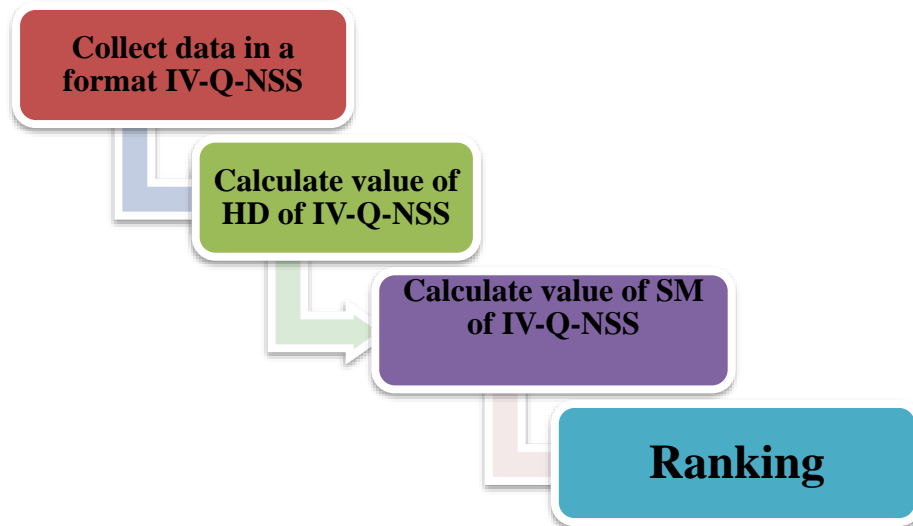 Collect data in a
format IV-Q-NSS
Calculate value of
HD of IV-Q-NSS
Calculate value of SM
of IV-Q-NSS
Ranking